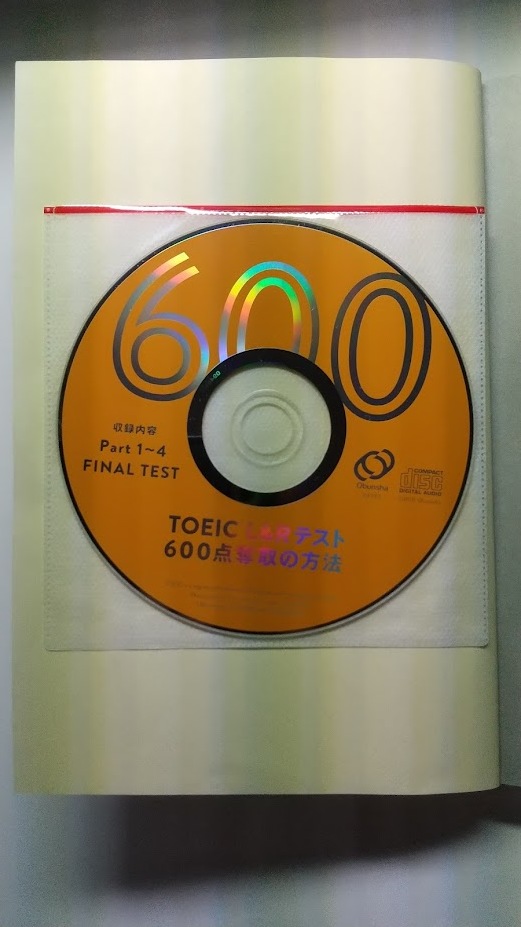 600
収録内容
Part 1~4
FINAL TEST
Obunsha
COMPACT
disc
DIGITAL AUDIO
TOEIC L&Rテスト
600点奪取の方法